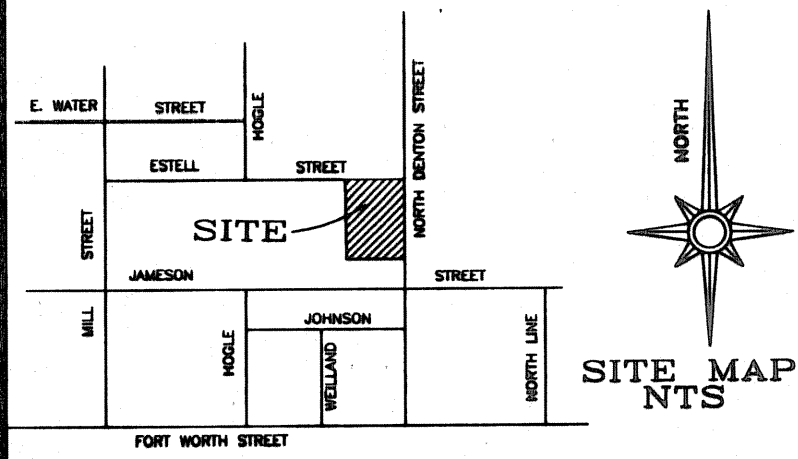 E. WATER STREET
HOGLE
NORTH DENTON STREET
NORTH
ESTELL STREET
SITE
MILL STREET
JAMESON STREET
HOGLE
JOHNSON
WEILLAND
NORTH LINE
SITE MAP
NTS
FORT WORTH STREET